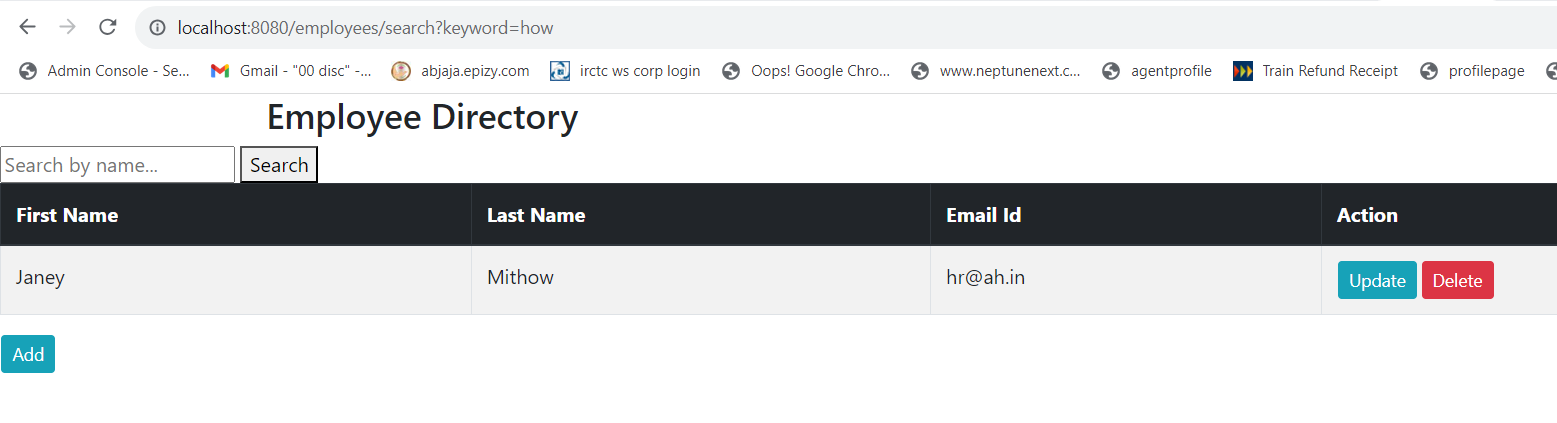 localhost:8080/employees/search?keyword=how
Admin Console - Se... Gmail - "00 disc" -... abjaja.epizy.com irctc ws corp login Oops! Google Chro... www.neptunenext.c... agentprofile Train Refund Receipt profilepage
Employee Directory
Search by name... Search
First Name Last Name Email Id Action
Janey Mithow hr@ah.in Update Delete
Add